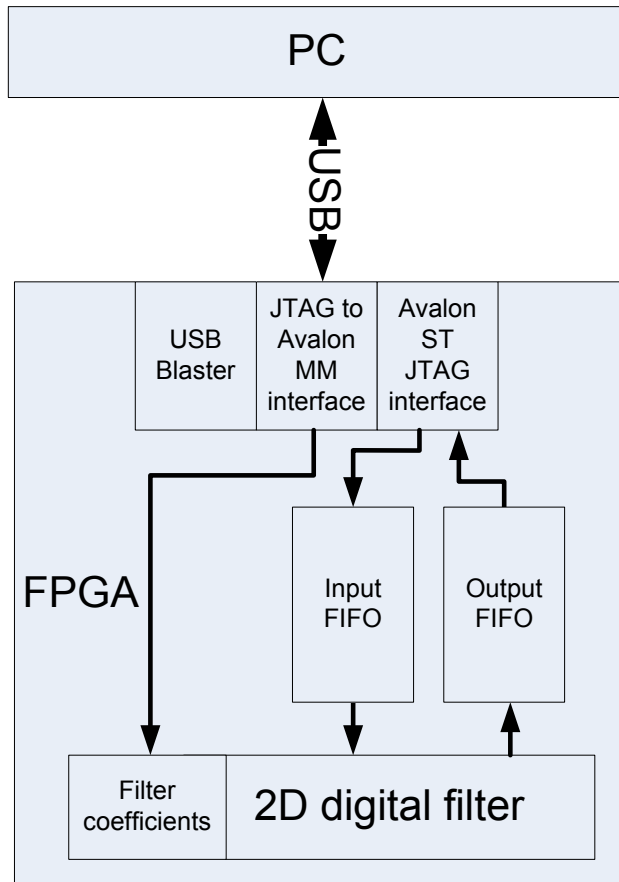 PC
USB
USB
Blaster
JTAG to
Avalon
MM
interface
Avalon
ST
JTAG
interface
FPGA
Input
FIFO
Output
FIFO
Filter
coefficients
2D digital filter